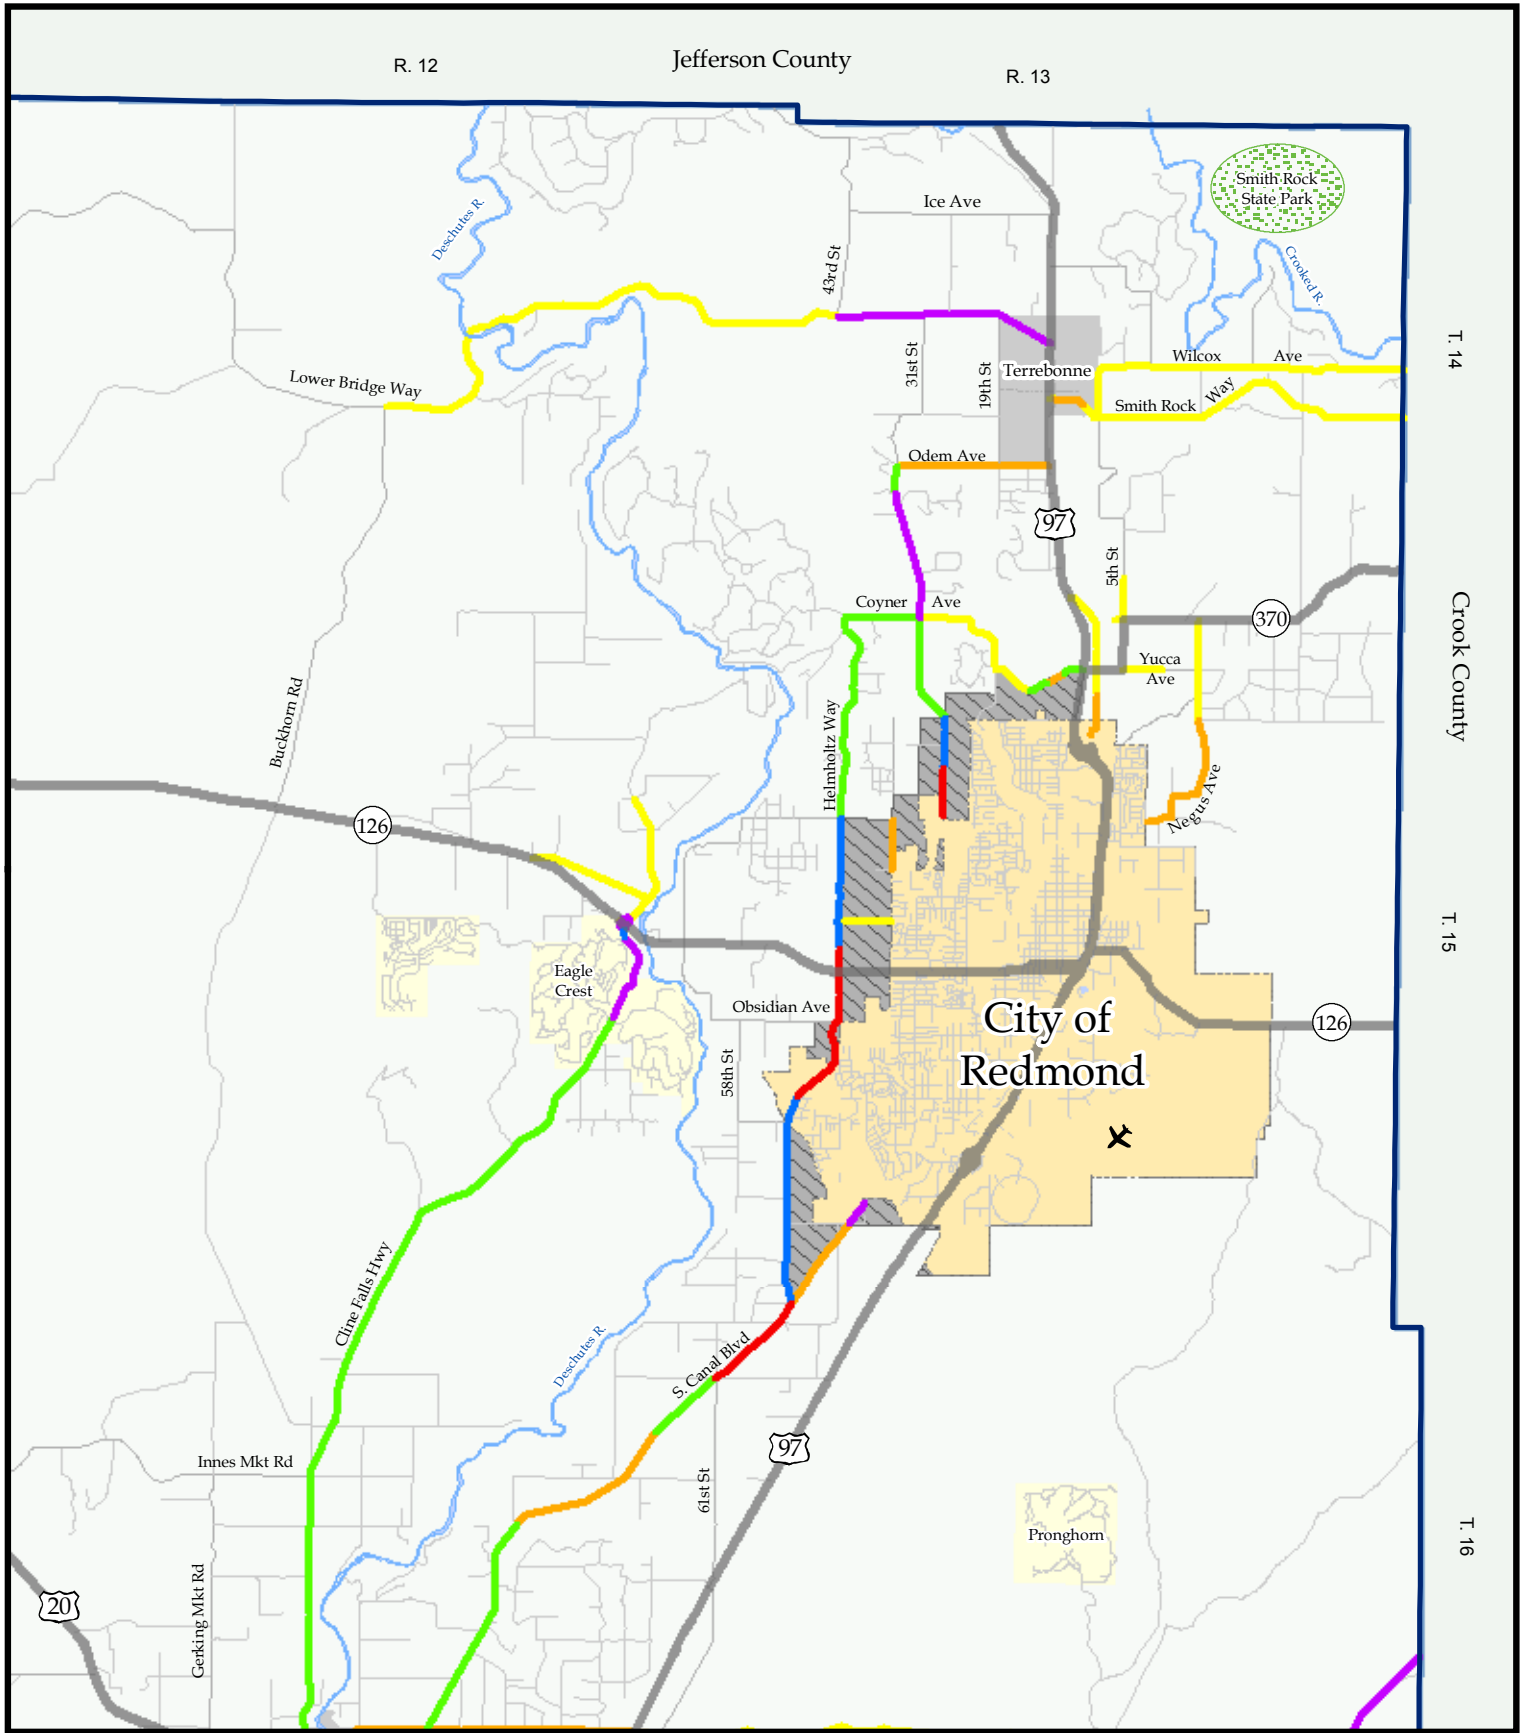 Jefferson County
R. 12
R. 13
Smith Rock
State Park
Ice Ave
Deschutes R.
43rd St
Crooked R.
T. 14
31st St
19th St
Wilcox
Ave
Terrebonne
Lower Bridge Way
Way
Smith Rock
Odem Ave
97
5th St
Coyner
Ave
370
Crook County
Yucca
Ave
Buckhorn Rd
Helmholtz Way
126
Negus Ave
T. 15
Eagle
Crest
Obsidian Ave
City of
Redmond
126
58th St
Cline Falls Hwy
Deschutes R.
S. Canal Blvd
97
Innes Mkt Rd
61st St
Pronghorn
T. 16
20
Gerking Mkt Rd